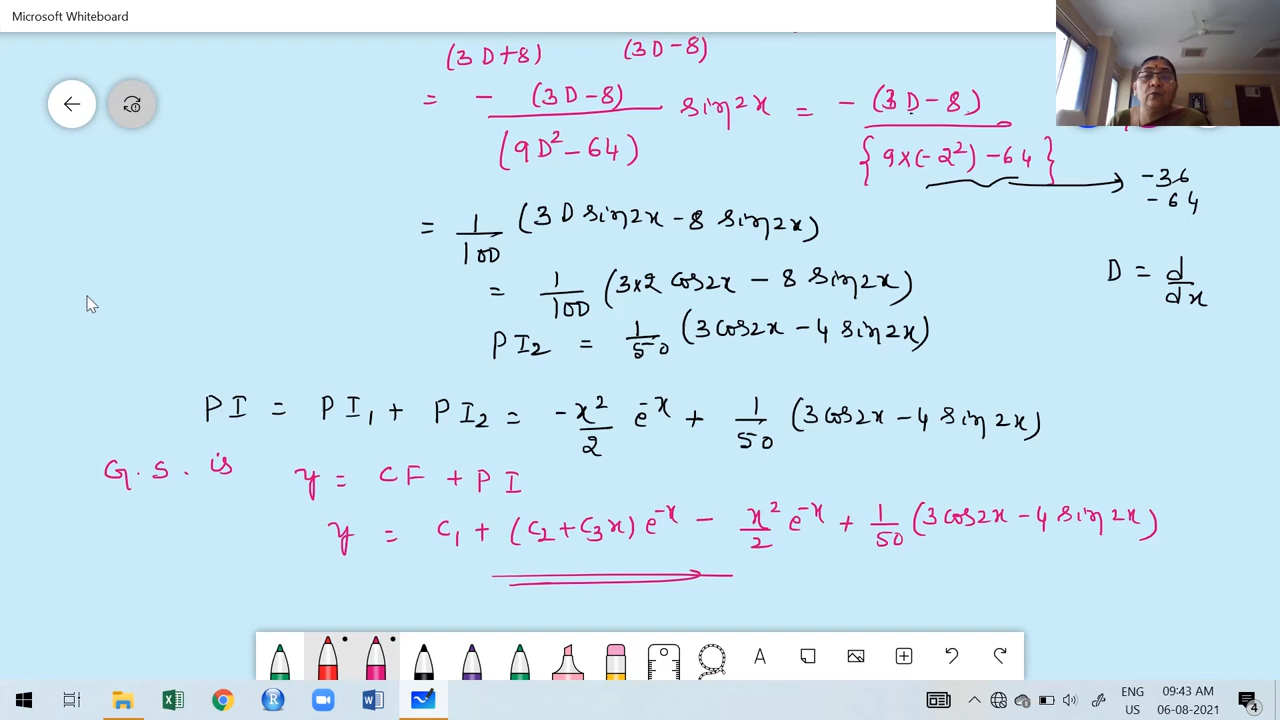 Microsoft Whiteboard
(3D+8) (3D-8)
= - (3D-8) / (9D²-64) sin2x = - (3D-8) / {9×(-2²)-64}
-36
-64
= 1/100 (3D sin2x - 8 sin2x)
D = d/dx
= 1/100 (3×2 cos2x - 8 sin2x)
PI₂ = 1/50 (3cos2x - 4 sin2x)
PI = PI₁ + PI₂ = -x²/2 e^-x + 1/50 (3cos2x - 4 sin2x)
G.S. is y = CF + PI
y = C₁ + (C₂+C₃x)e^-x - x²/2 e^-x + 1/50 (3cos2x - 4 sin2x)
A
ENG 09:43 AM
US 06-08-2021
4